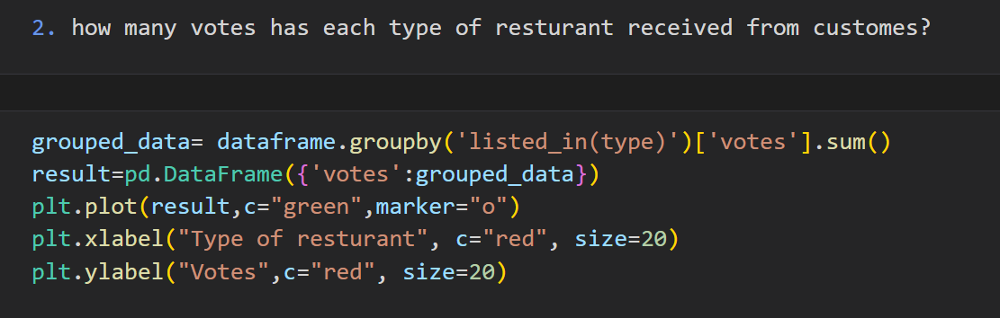 2. how many votes has each type of resturant received from customes?
grouped_data= dataframe.groupby('listed_in(type)')['votes'].sum()
result=pd.DataFrame({'votes':grouped_data})
plt.plot(result,c="green",marker="o")
plt.xlabel("Type of resturant", c="red", size=20)
plt.ylabel("Votes",c="red", size=20)